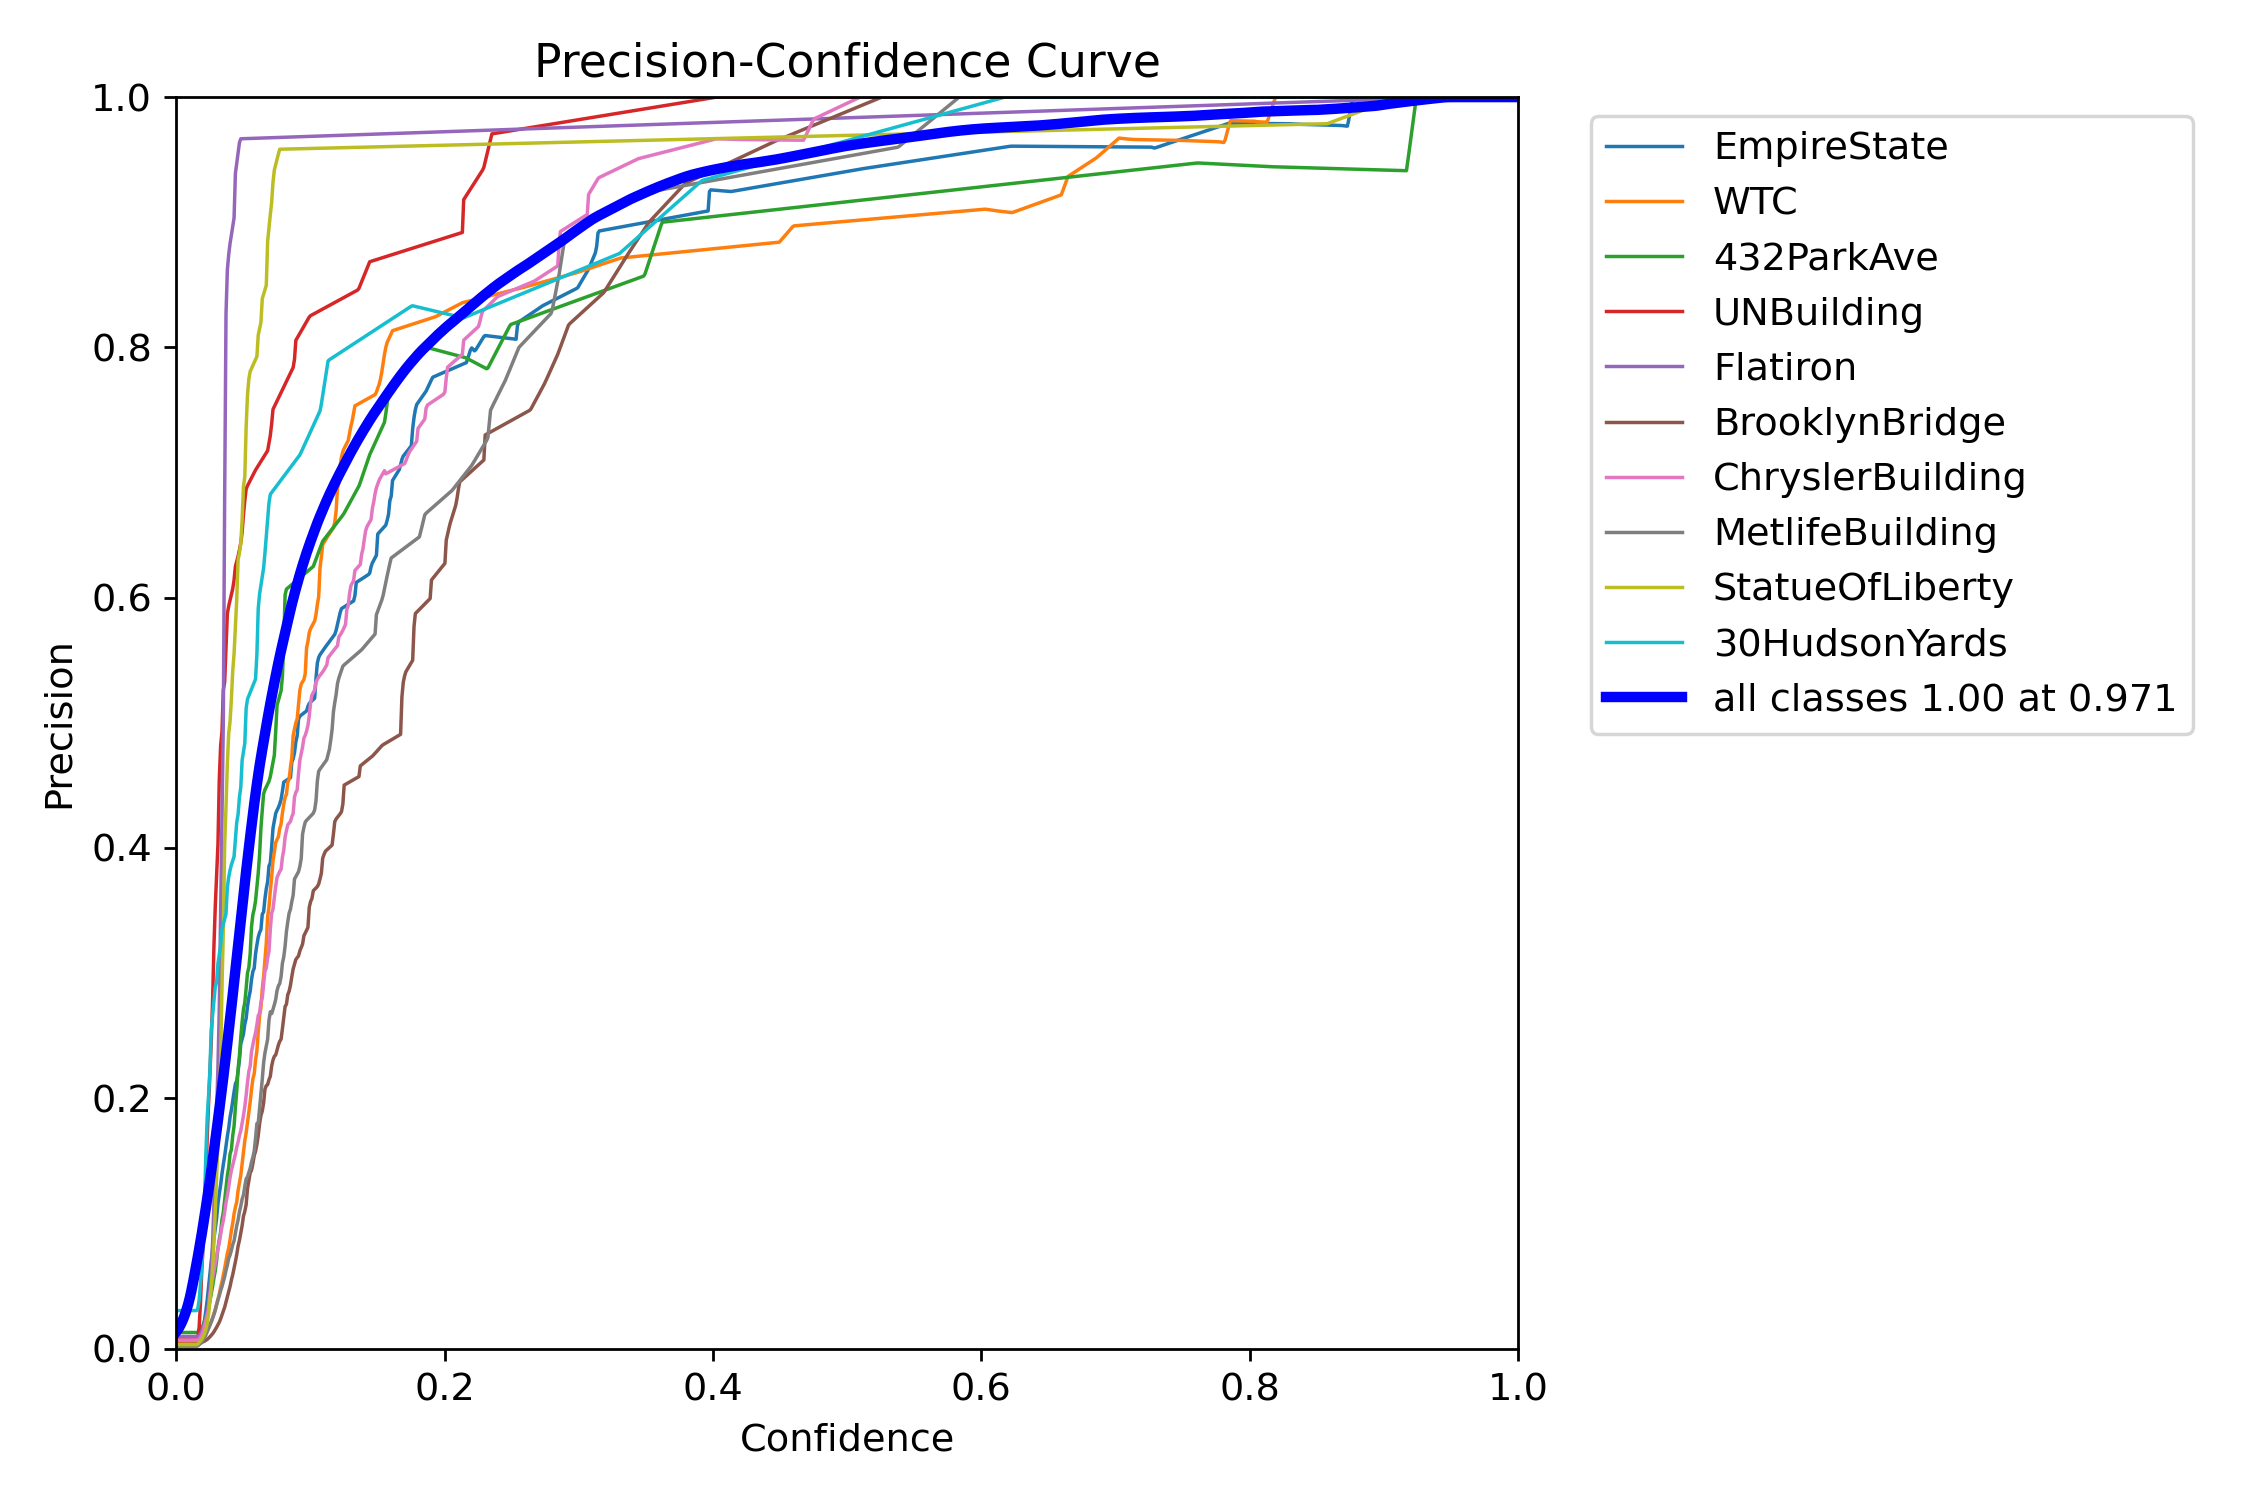 Precision-Confidence Curve
1.0
0.8
0.6
0.4
0.2
0.0
Precision
0.0 0.2 0.4 0.6 0.8 1.0
Confidence
EmpireState
WTC
432ParkAve
UNBuilding
Flatiron
BrooklynBridge
ChryslerBuilding
MetlifeBuilding
StatueOfLiberty
30HudsonYards
all classes 1.00 at 0.971